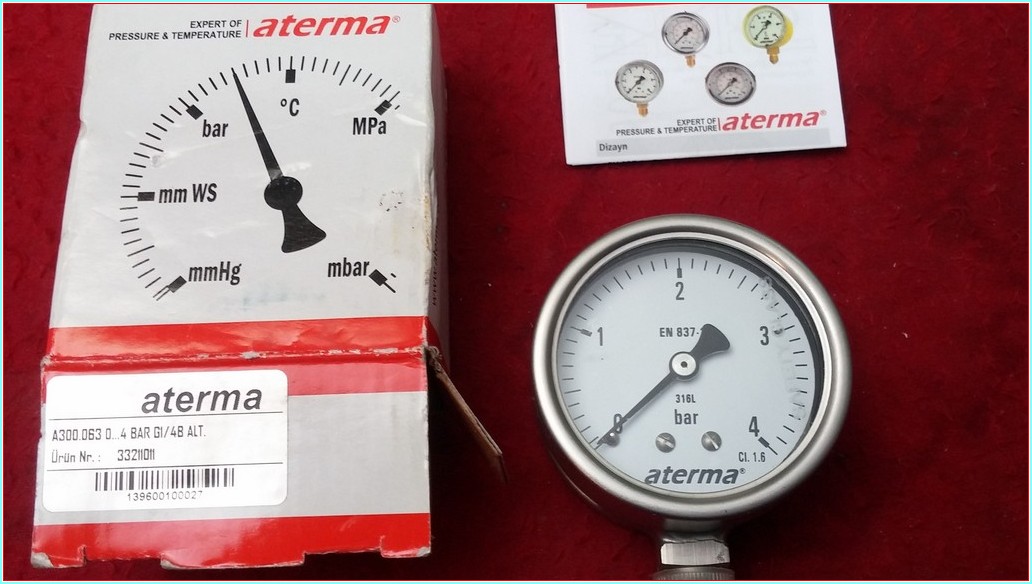 EXPERT OF
PRESSURE & TEMPERATURE
aterma®
°C
bar
MPa
mm WS
mmHg
mbar
aterma
A300.063 0...4 BAR G1/4B ALT.
Ürün Nr.: 33211011
139600100027
EXPERT OF
PRESSURE & TEMPERATURE
aterma®
Dizayn
2
1
EN 837-
3
316L
0
bar
4
Cl. 1.6
aterma®